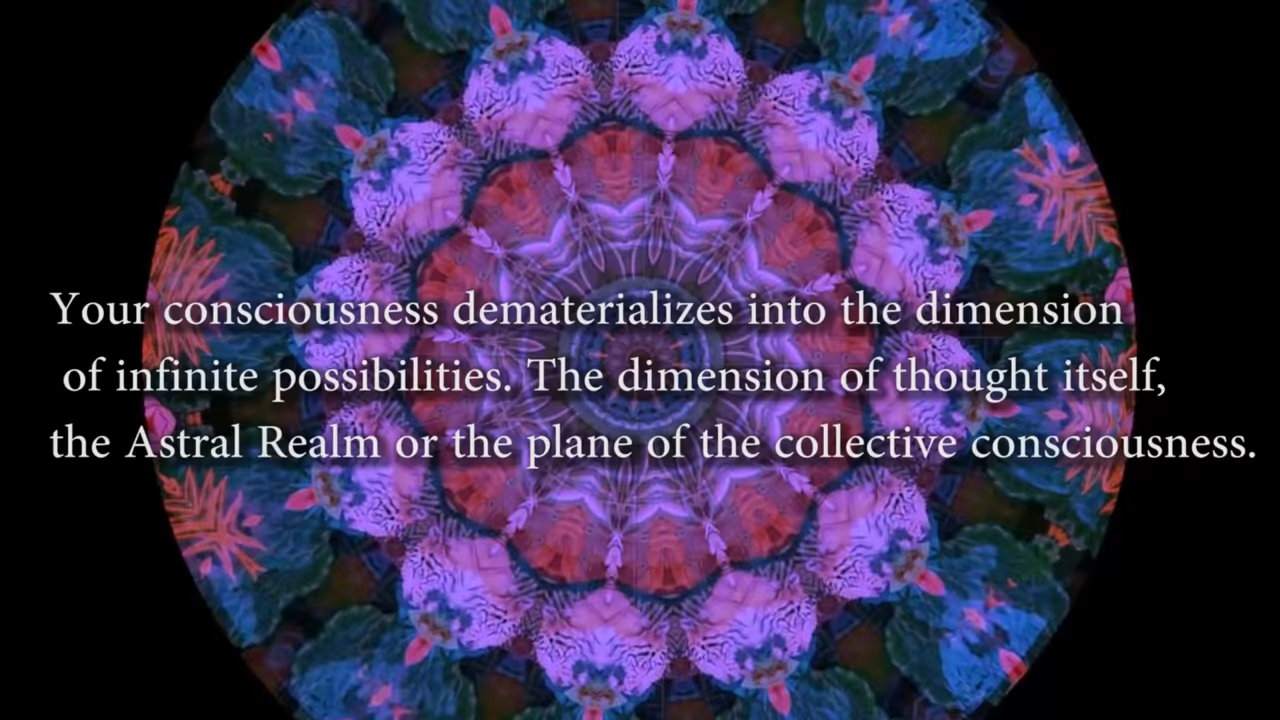 Your consciousness dematerializes into the dimension
of infinite possibilities. The dimension of thought itself,
the Astral Realm or the plane of the collective consciousness.